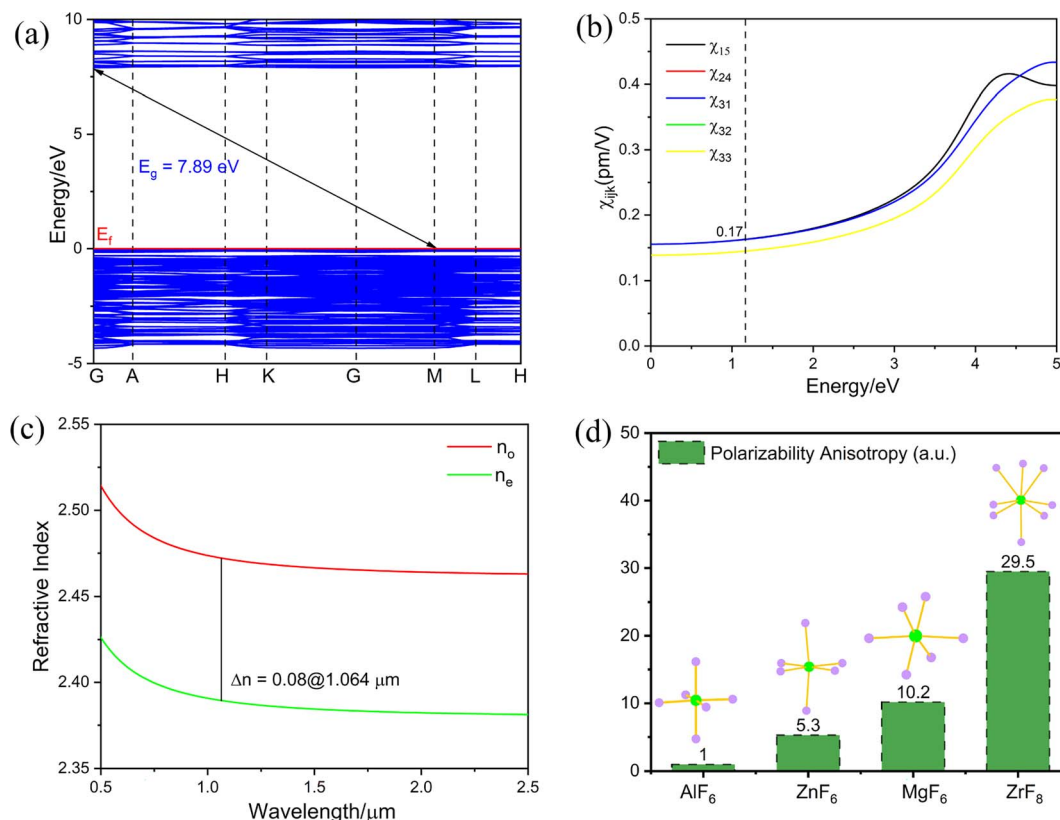 (a)
10
5
0
-5
Energy/eV
E_g = 7.89 eV
E_f
G A H K G M L H
(b)
0.5
0.4
0.3
0.2
0.1
0.0
χ_ijk(pm/V)
χ_15
χ_24
χ_31
χ_32
χ_33
0.17
0 1 2 3 4 5
Energy/eV
(c)
2.55
2.50
2.45
2.40
2.35
Refractive Index
n_o
n_e
Δn = 0.08@1.064 μm
0.5 1.0 1.5 2.0 2.5
Wavelength/μm
(d)
50
40
30
20
10
0
Polarizability Anisotropy (a.u.)
1
5.3
10.2
29.5
AlF₆ ZnF₆ MgF₆ ZrF₈